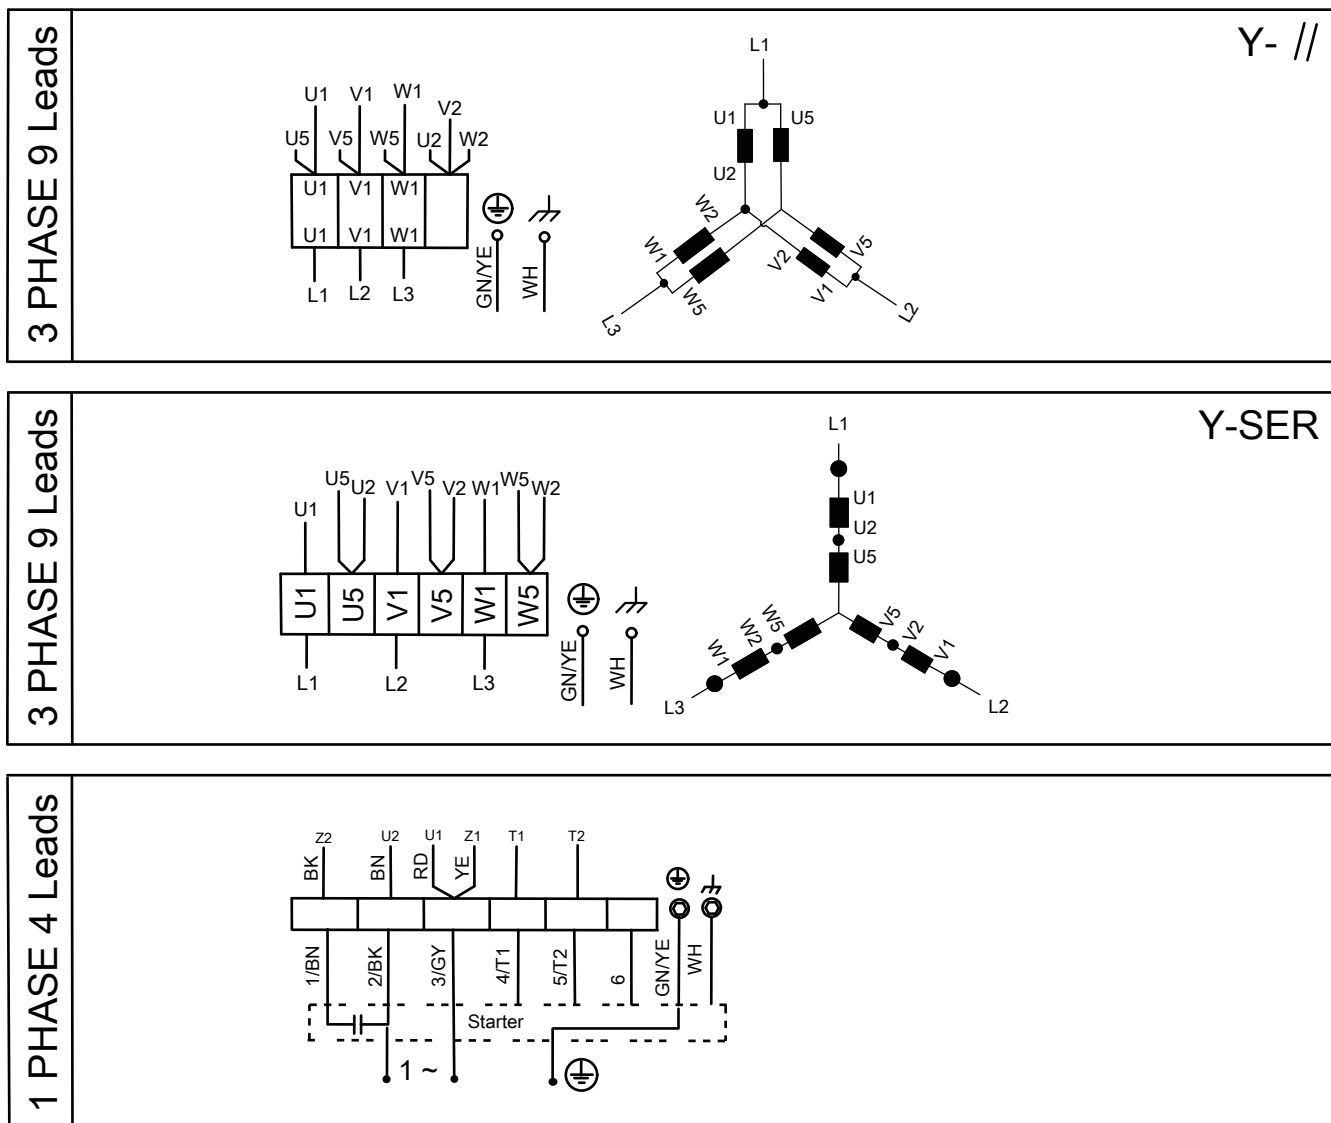 3 PHASE 9 Leads
Y- //
U1 V1 W1 V2
U5 V5 W5 U2 W2
U1 V1 W1
U1 V1 W1
L1 L2 L3
GN/YE
WH
L1
U1 U5
U2
W2
W1
W5
L3
V5
V2
V1
L2
3 PHASE 9 Leads
Y-SER
U1 U5 U2 V1 V5 V2 W1 W5 W2
U1 U5 V1 V5 W1 W5
L1 L2 L3
GN/YE
WH
L1
U1
U2
U5
W5
W2
W1
L3
V5
V2
V1
L2
1 PHASE 4 Leads
Z2 U2 U1 Z1 T1 T2
BK BN RD YE
1/BN 2/BK 3/GY 4/T1 5/T2 6 GN/YE WH
Starter
1 ~